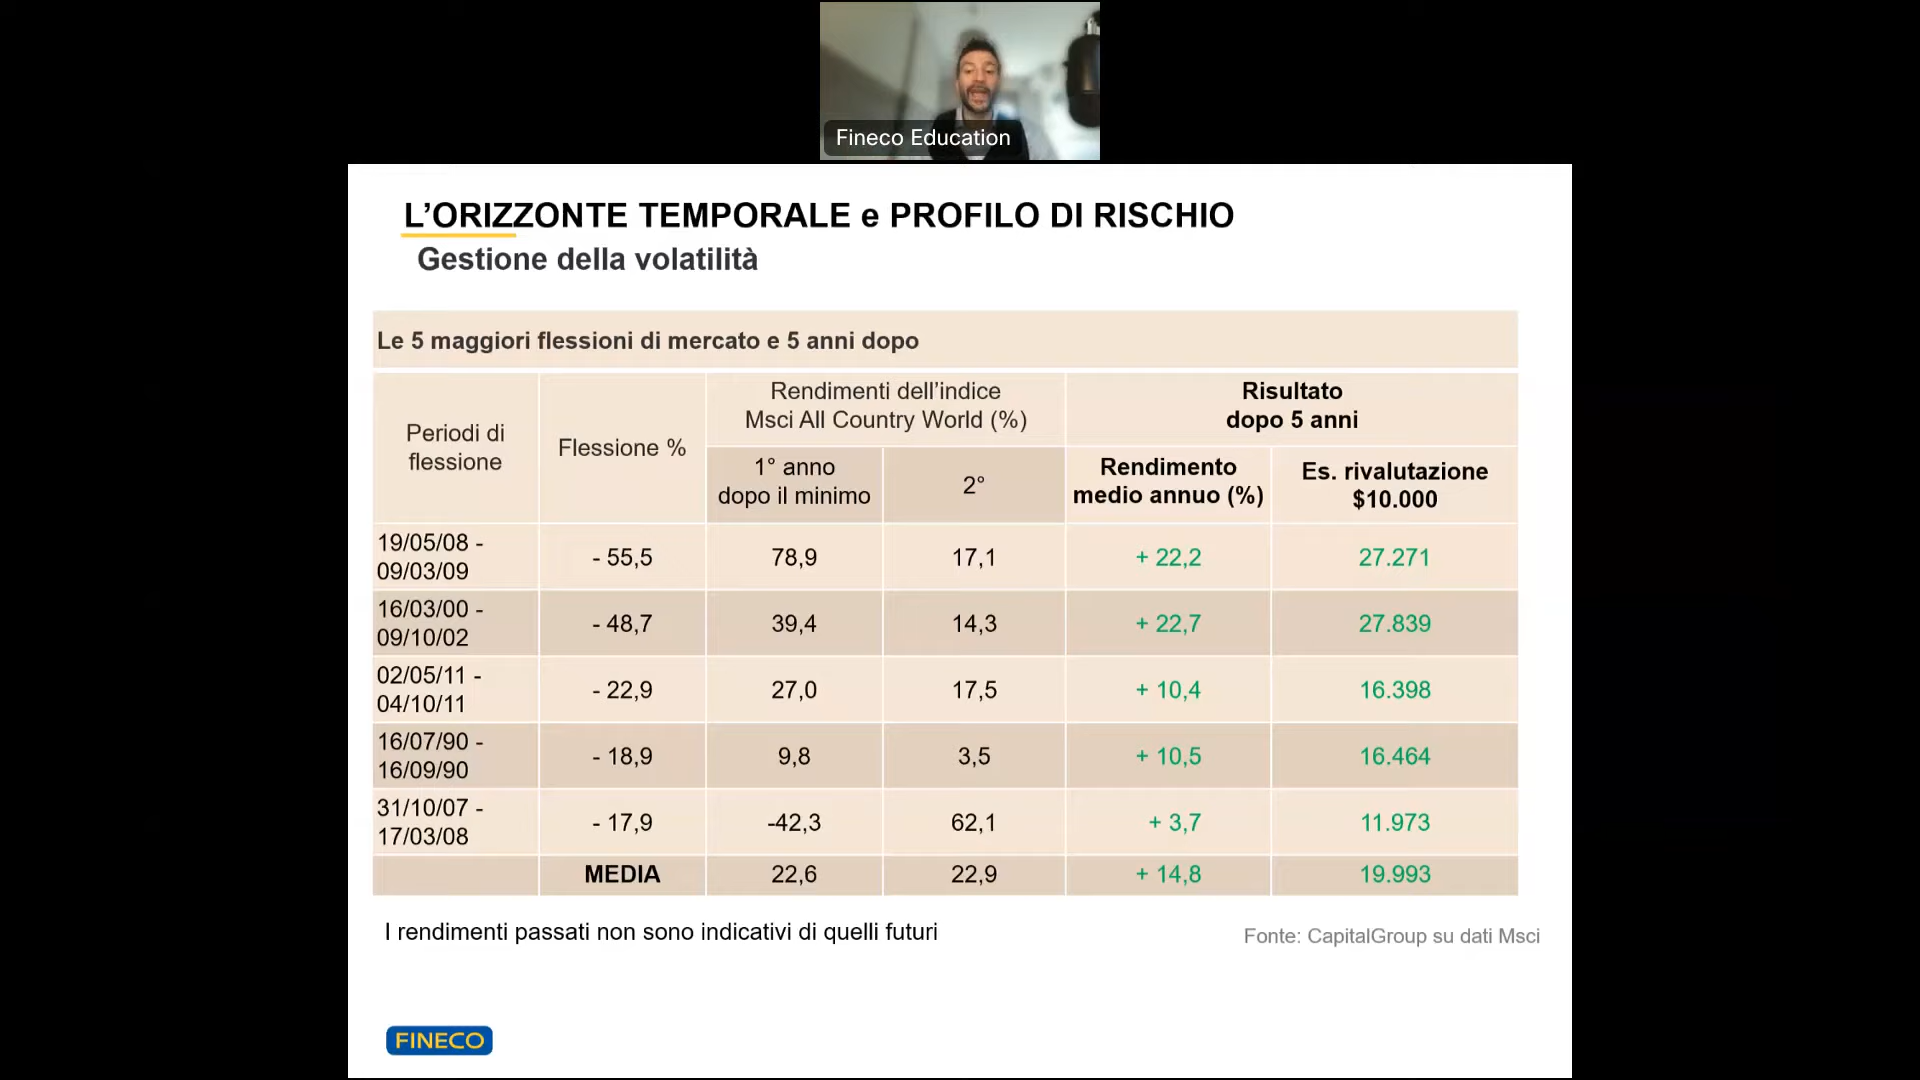 Fineco Education
L’ORIZZONTE TEMPORALE e PROFILO DI RISCHIO
Gestione della volatilità
Le 5 maggiori flessioni di mercato e 5 anni dopo
Periodi di
flessione
Flessione %
Rendimenti dell’indice
Msci All Country World (%)
Risultato
dopo 5 anni
1° anno
dopo il minimo
2°
Rendimento
medio annuo (%)
Es. rivalutazione
$10.000
19/05/08 -
09/03/09
- 55,5
78,9
17,1
+ 22,2
27.271
16/03/00 -
09/10/02
- 48,7
39,4
14,3
+ 22,7
27.839
02/05/11 -
04/10/11
- 22,9
27,0
17,5
+ 10,4
16.398
16/07/90 -
16/09/90
- 18,9
9,8
3,5
+ 10,5
16.464
31/10/07 -
17/03/08
- 17,9
-42,3
62,1
+ 3,7
11.973
MEDIA
22,6
22,9
+ 14,8
19.993
I rendimenti passati non sono indicativi di quelli futuri
Fonte: CapitalGroup su dati Msci
FINECO